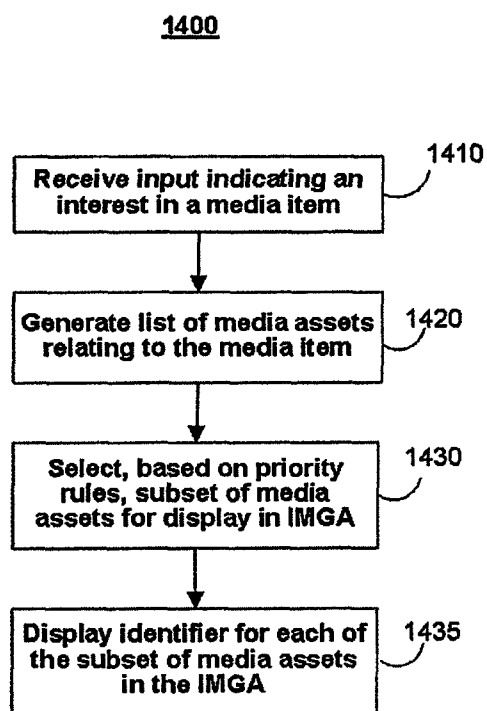 1400
Receive input indicating an
interest in a media item
1410
Generate list of media assets
relating to the media item
1420
Select, based on priority
rules, subset of media
assets for display in IMGA
1430
Display identifier for each of
the subset of media assets
in the IMGA
1435